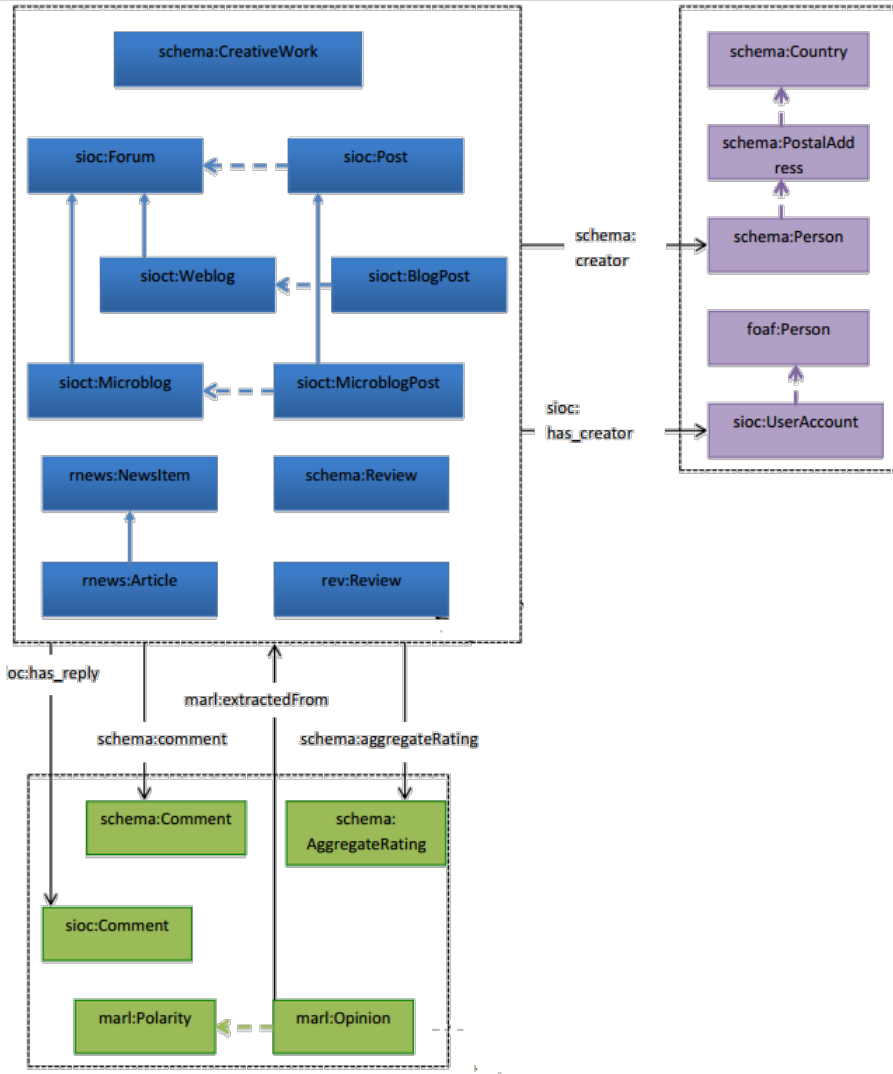 schema:CreativeWork
schema:Country
sioc:Forum
sioc:Post
schema:PostalAdd
ress
schema:
creator
schema:Person
sioct:Weblog
sioct:BlogPost
foaf:Person
sioct:Microblog
sioct:MicroblogPost
sioc:
has_creator
sioc:UserAccount
rnews:NewsItem
schema:Review
rnews:Article
rev:Review
ioc:has_reply
marl:extractedFrom
schema:comment
schema:aggregateRating
schema:Comment
schema:
AggregateRating
sioc:Comment
marl:Polarity
marl:Opinion